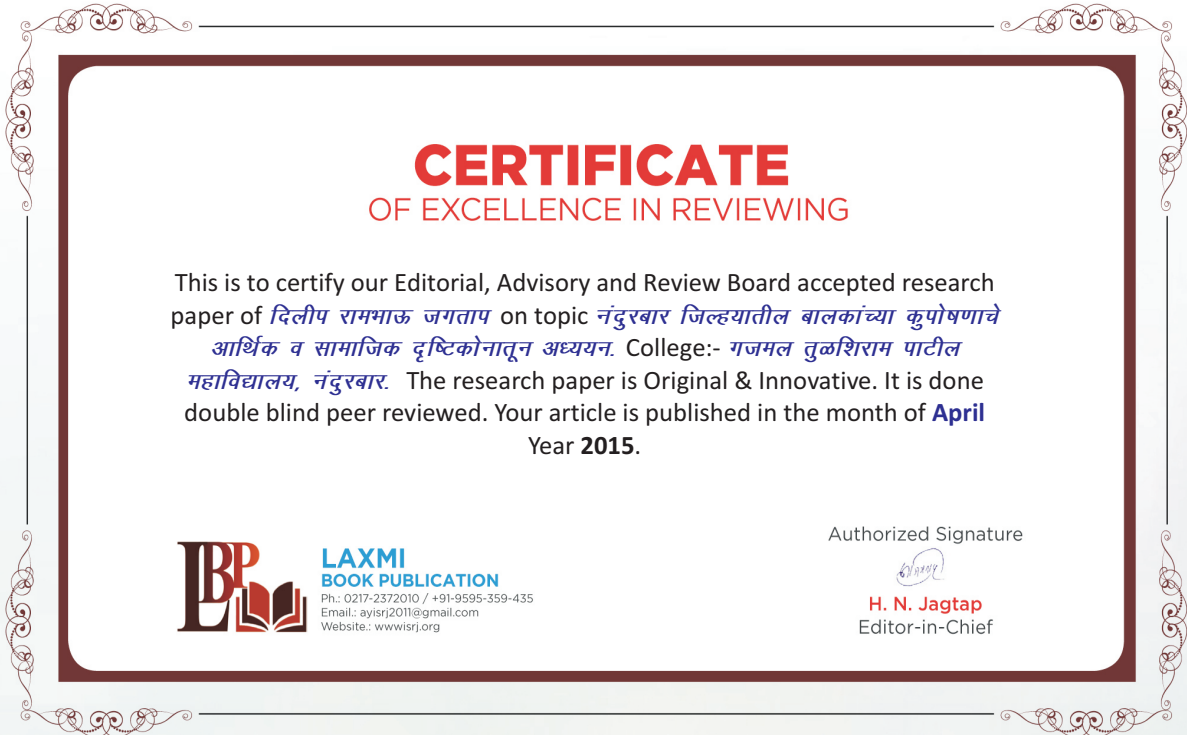 CERTIFICATE
OF EXCELLENCE IN REVIEWING
This is to certify our Editorial, Advisory and Review Board accepted research
paper of दिलीप रामभाऊ जगताप on topic नंदुरबार जिल्हयातील बालकांच्या कुपोषणाचे
आर्थिक व सामाजिक दृष्टिकोनातून अध्ययन. College:- गजमल तुळशिराम पाटील
महाविद्यालय, नंदुरबार. The research paper is Original & Innovative. It is done
double blind peer reviewed. Your article is published in the month of April
Year 2015.
LBP
LAXMI
BOOK PUBLICATION
Ph.: 0217-2372010 / +91-9595-359-435
Email.: ayisrj2011@gmail.com
Website.: wwwisrj.org
Authorized Signature
H. N. Jagtap
Editor-in-Chief